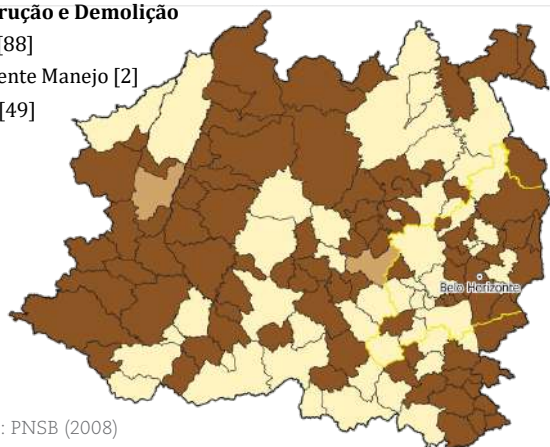 rução e Demolição
[88]
ente Manejo [2]
[49]
Belo Horizonte
: PNSB (2008)